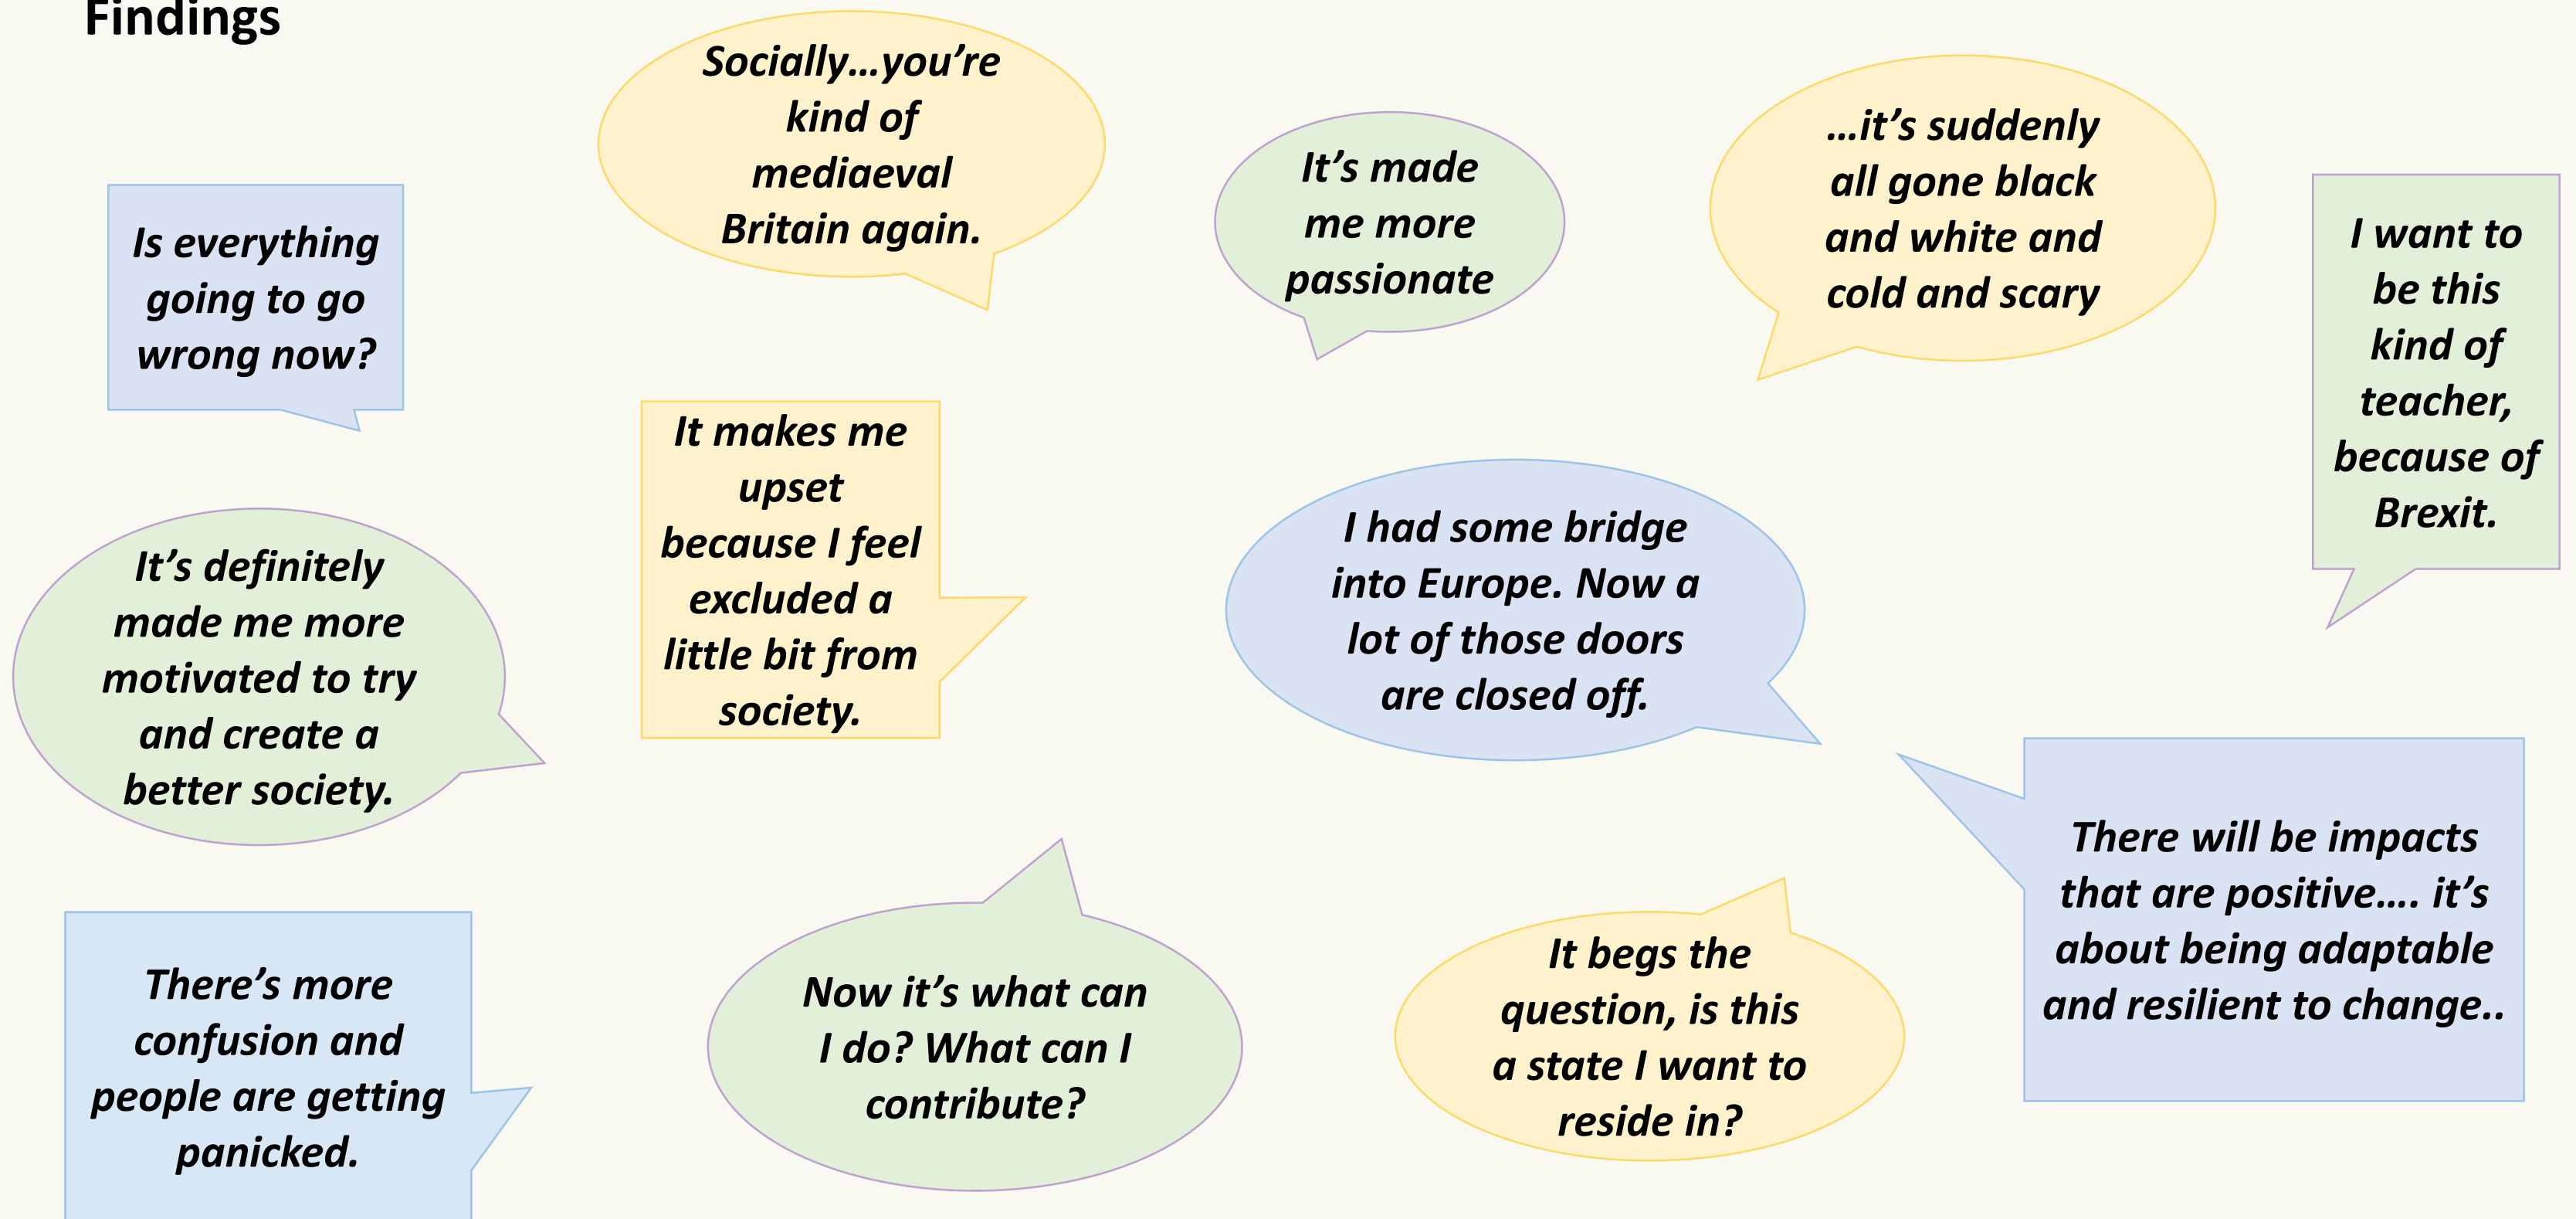 Findings
Socially…you’re
kind of
mediaeval
Britain again.
It’s made
me more
passionate
…it’s suddenly
all gone black
and white and
cold and scary
I want to
be this
kind of
teacher,
because of
Brexit.
Is everything
going to go
wrong now?
It makes me
upset
because I feel
excluded a
little bit from
society.
I had some bridge
into Europe. Now a
lot of those doors
are closed off.
It’s definitely
made me more
motivated to try
and create a
better society.
There will be impacts
that are positive…. it’s
about being adaptable
and resilient to change..
There’s more
confusion and
people are getting
panicked.
Now it’s what can
I do? What can I
contribute?
It begs the
question, is this
a state I want to
reside in?